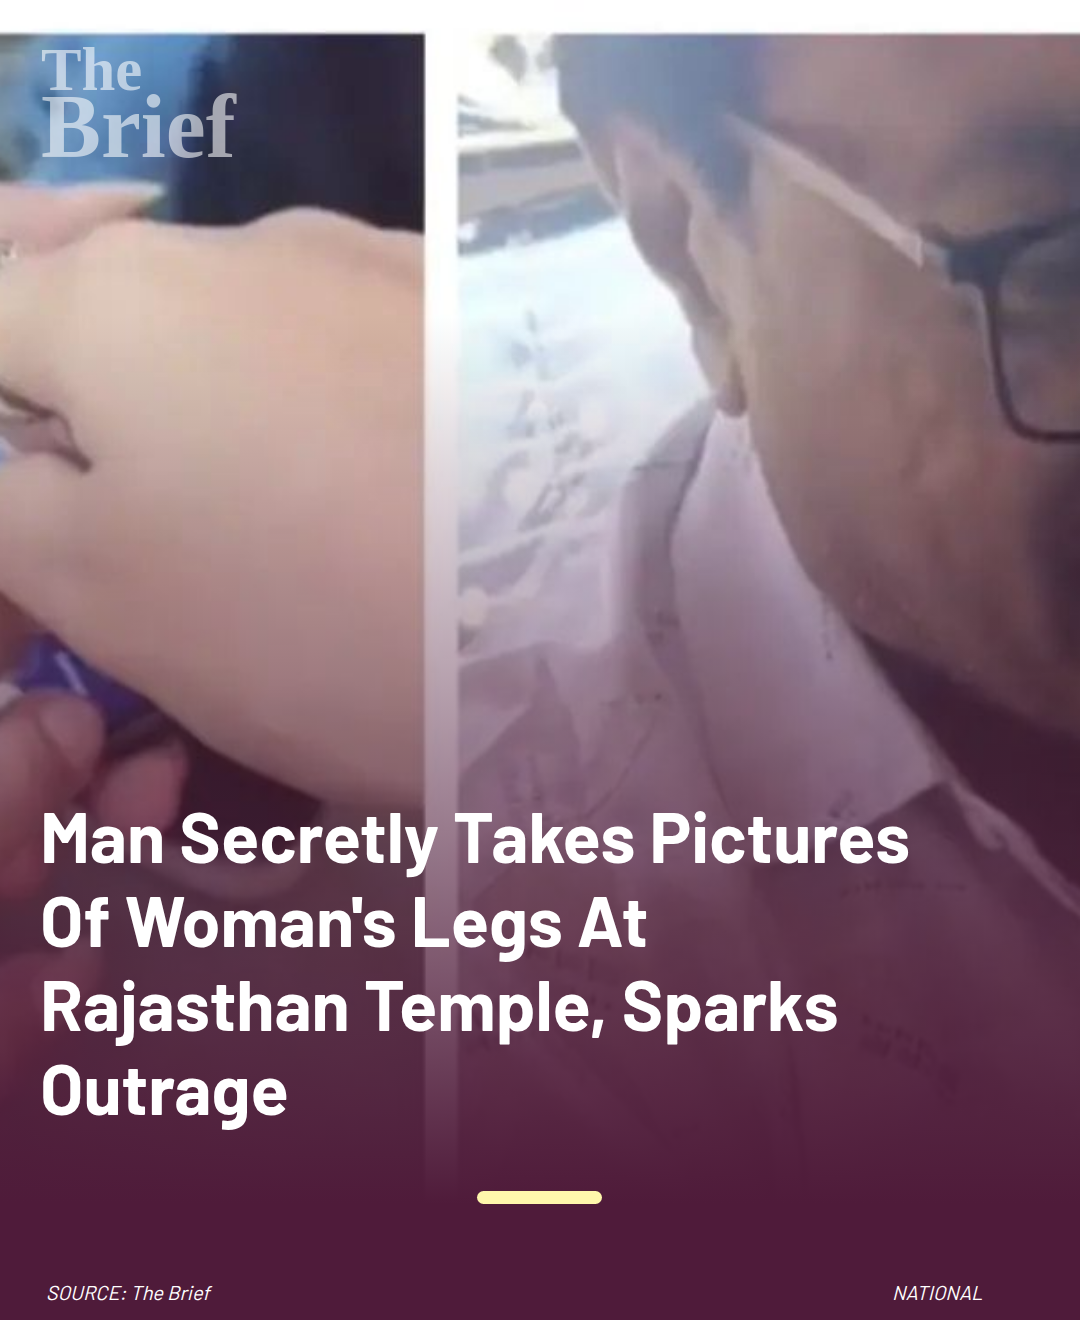 The
Brief
Man Secretly Takes Pictures
Of Woman's Legs At
Rajasthan Temple, Sparks
Outrage
SOURCE: The Brief
NATIONAL